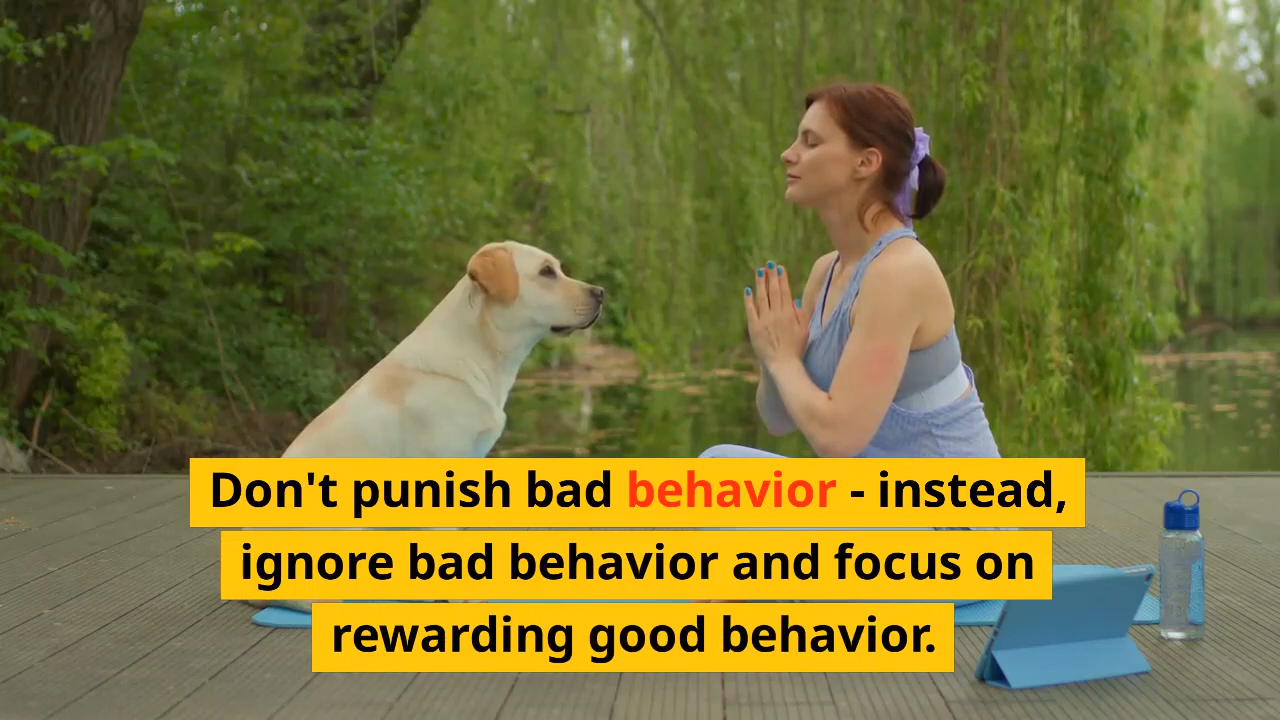 Don't punish bad behavior - instead,
ignore bad behavior and focus on
rewarding good behavior.